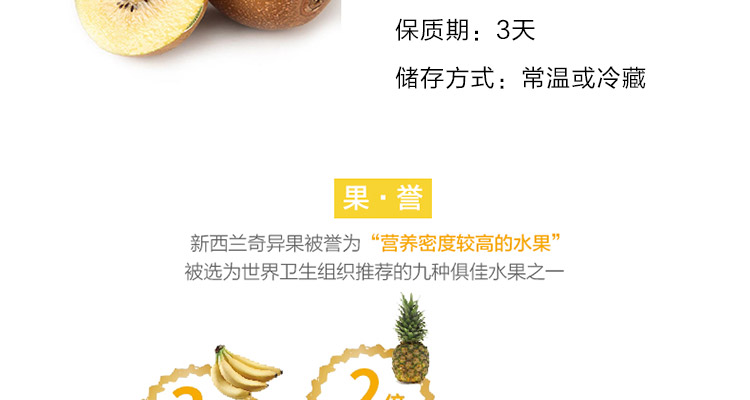 保质期：3天
储存方式：常温或冷藏
果·誉
新西兰奇异果被誉为“营养密度较高的水果”
被选为世界卫生组织推荐的九种俱佳水果之一
2倍